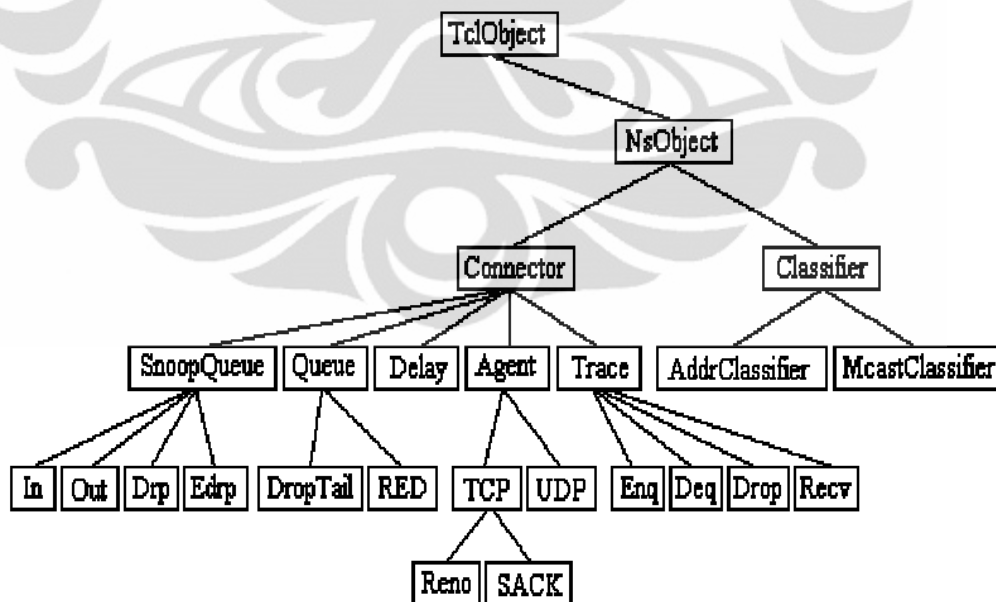 TclObject
NsObject
Connector Classifier
SnoopQueue Queue Delay Agent Trace AddrClassifier McastClassifier
In Out Drp Edrp DropTail RED TCP UDP Enq Deq Drop Recv
Reno SACK